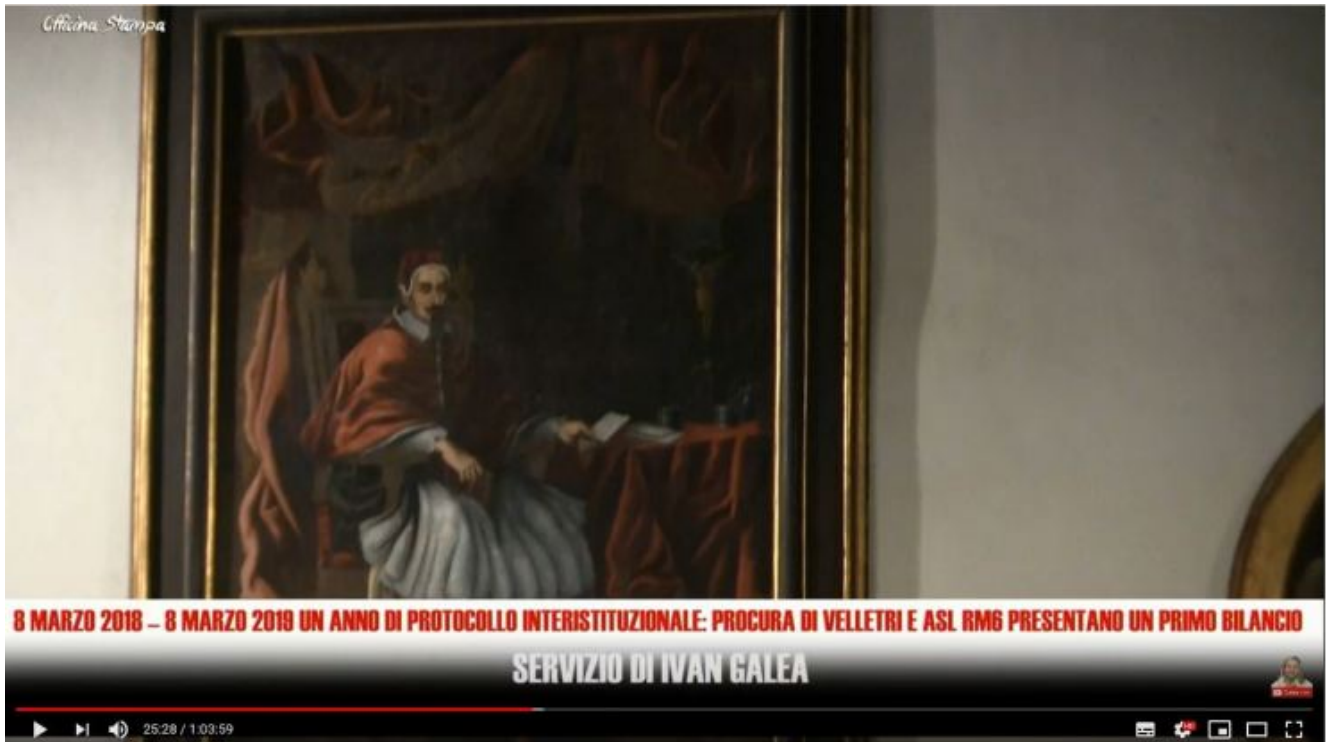 Officina Stampa
8 MARZO 2018 – 8 MARZO 2019 UN ANNO DI PROTOCOLLO INTERISTITUZIONALE: PROCURA DI VELLETRI E ASL RM6 PRESENTANO UN PRIMO BILANCIO
SERVIZIO DI IVAN GALEA
25:28 / 1:03:59